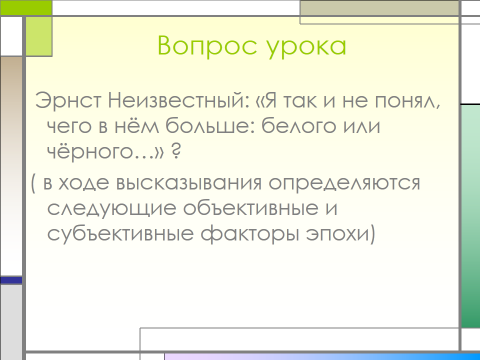 Вопрос урока
Эрнст Неизвестный: «Я так и не понял,
чего в нём больше: белого или
чёрного…» ?
( в ходе высказывания определяются
следующие объективные и
субъективные факторы эпохи)